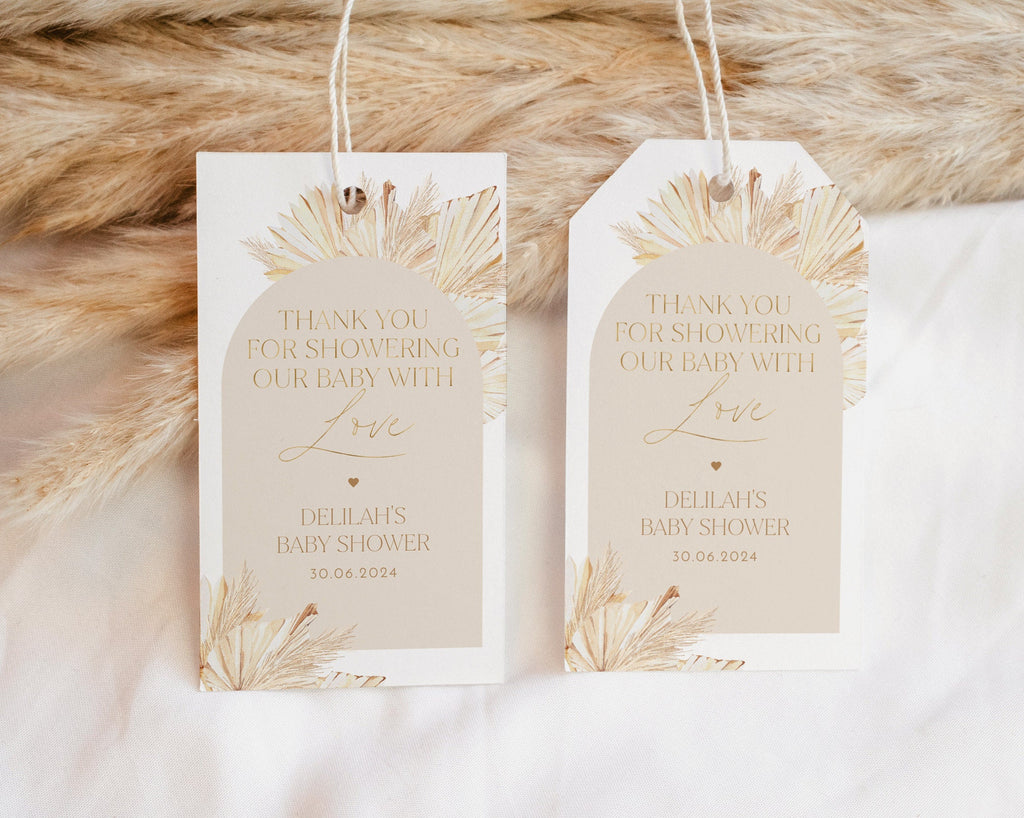 THANK YOU
FOR SHOWERING
OUR BABY WITH
Love
DELILAH'S
BABY SHOWER
30.06.2024
THANK YOU
FOR SHOWERING
OUR BABY WITH
Love
DELILAH'S
BABY SHOWER
30.06.2024